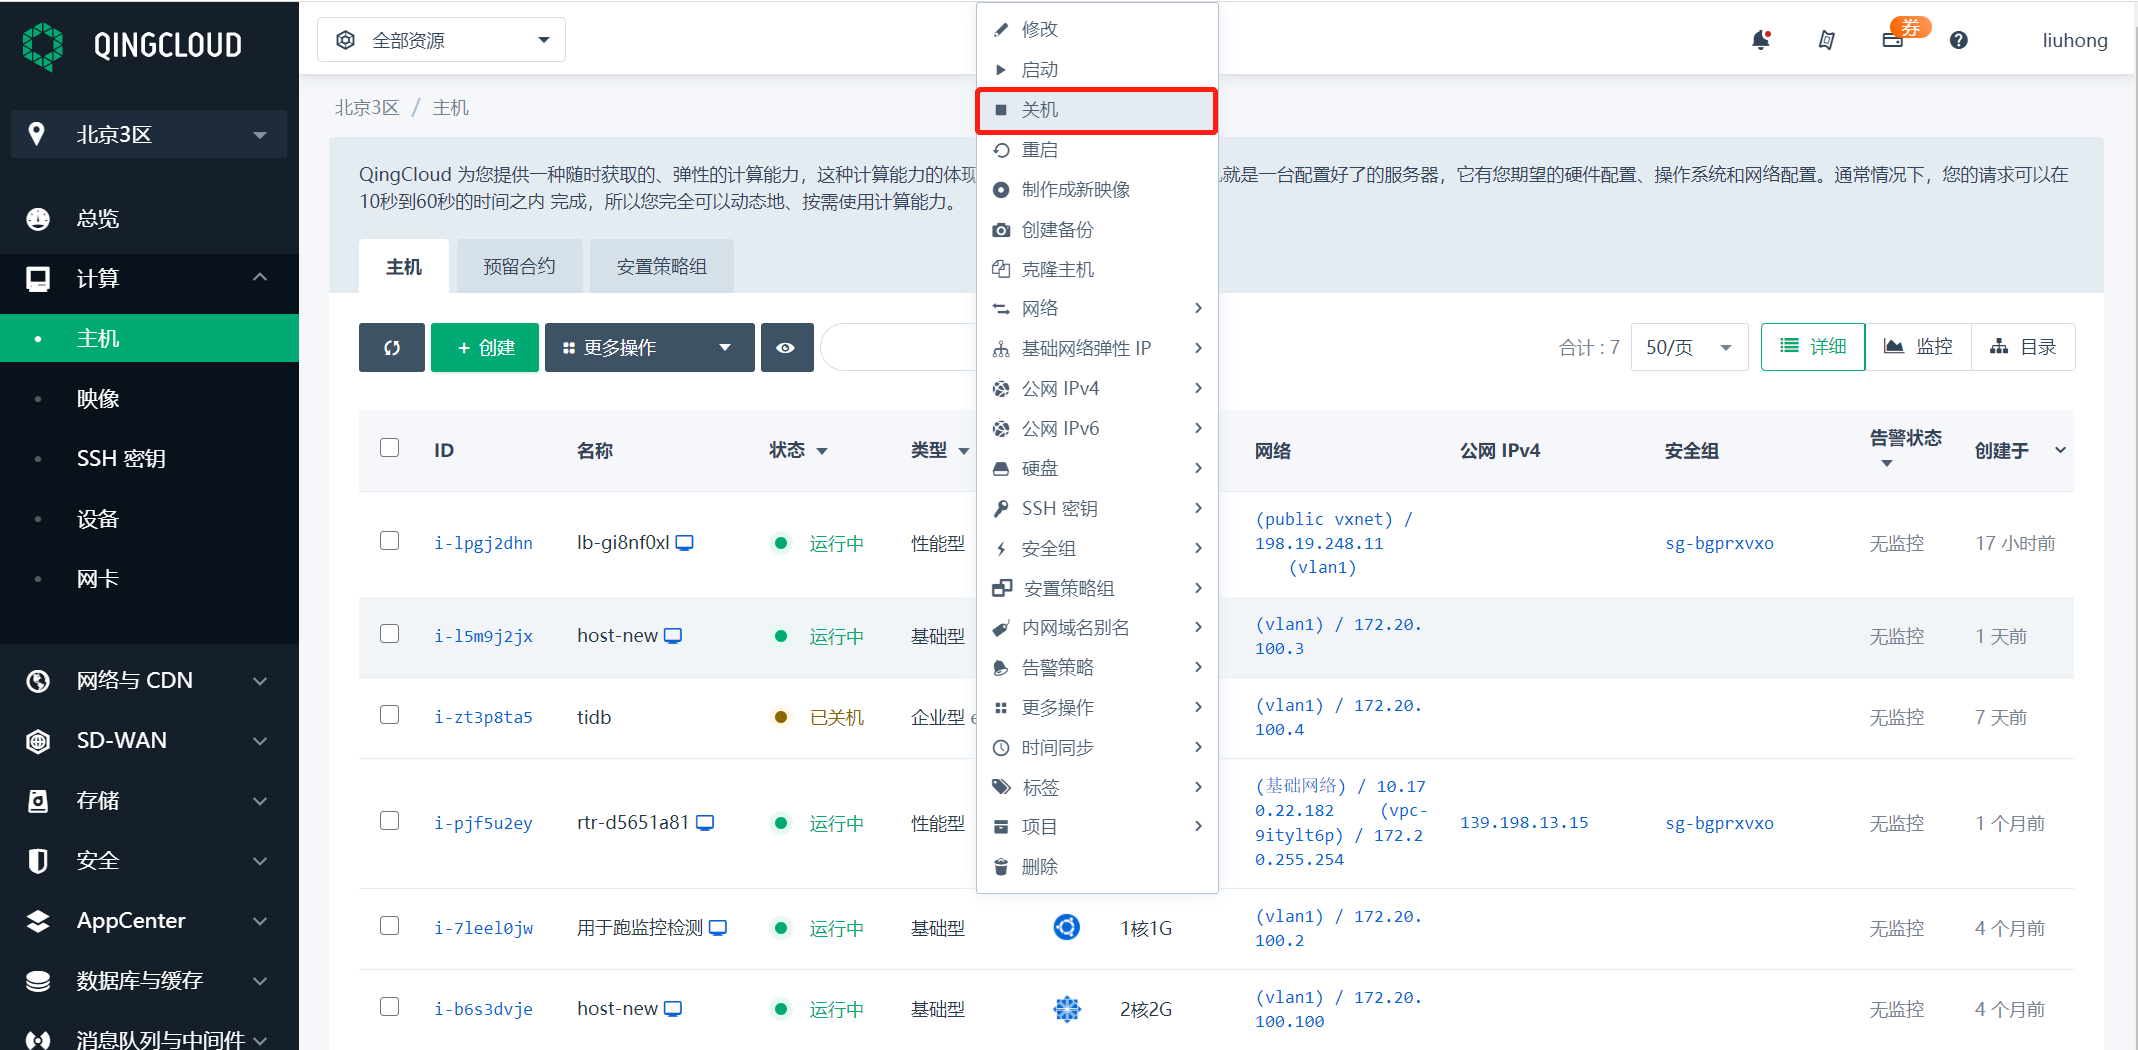 QINGCLOUD
全部资源
券
liuhong
北京3区
总览
计算
主机
映像
SSH 密钥
设备
网卡
网络与 CDN
SD-WAN
存储
安全
AppCenter
数据库与缓存
消息队列与中间件
北京3区 / 主机
QingCloud 为您提供一种随时获取的、弹性的计算能力，这种计算能力的体现
就是一台配置好了的服务器，它有您期望的硬件配置、操作系统和网络配置。通常情况下，您的请求可以在
10秒到60秒的时间之内 完成，所以您完全可以动态地、按需使用计算能力。
主机 预留合约 安置策略组
+ 创建 更多操作
合计 : 7 50/页 详细 监控 目录
修改
启动
关机
重启
制作成新映像
创建备份
克隆主机
网络
基础网络弹性 IP
公网 IPv4
公网 IPv6
硬盘
SSH 密钥
安全组
安置策略组
内网域名别名
告警策略
更多操作
时间同步
标签
项目
删除
ID 名称 状态 类型 网络 公网 IPv4 安全组 告警状态 创建于
i-lpgj2dhn lb-gi8nf0xl 运行中 性能型 (public vxnet) / sg-bgprxvxo 无监控 17 小时前
198.19.248.11
(vlan1)
i-l5m9j2jx host-new 运行中 基础型 (vlan1) / 172.20. 无监控 1 天前
100.3
i-zt3p8ta5 tidb 已关机 企业型 (vlan1) / 172.20. 无监控 7 天前
100.4
i-pjf5u2ey rtr-d5651a81 运行中 性能型 (基础网络) / 10.17 139.198.13.15 sg-bgprxvxo 无监控 1 个月前
0.22.182 (vpc-
9itylt6p) / 172.2
0.255.254
i-7leel0jw 用于跑监控检测 运行中 基础型 1核1G (vlan1) / 172.20. 无监控 4 个月前
100.2
i-b6s3dvje host-new 运行中 基础型 2核2G (vlan1) / 172.20. 无监控 4 个月前
100.100